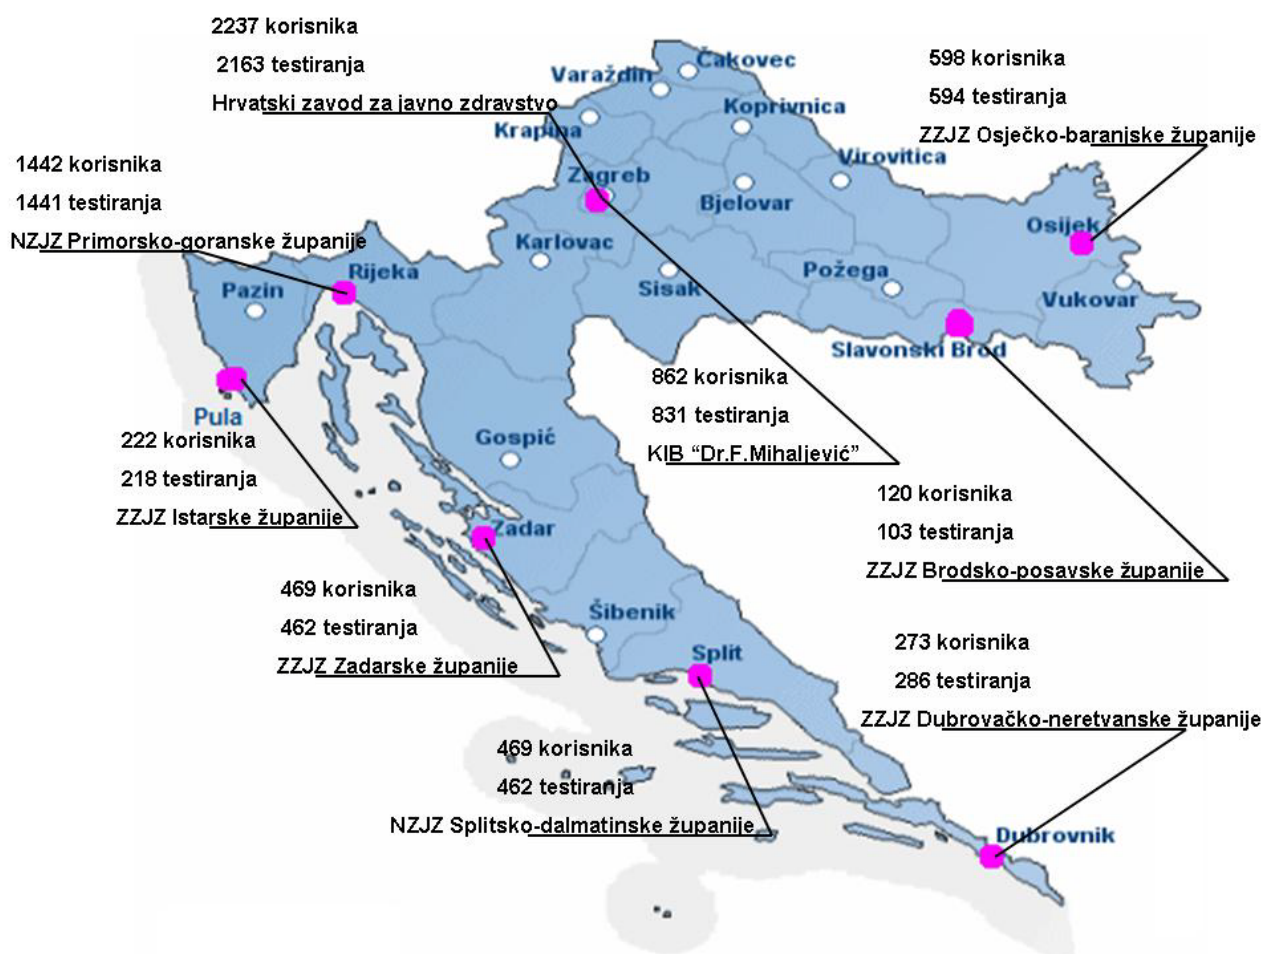 2237 korisnika
2163 testiranja
Hrvatski zavod za javno zdravstvo
598 korisnika
594 testiranja
ZZJZ Osječko-baranjske županije
1442 korisnika
1441 testiranja
NZJZ Primorsko-goranske županije
Čakovec
Varaždin
Koprivnica
Krapina
Virovitica
Zagreb
Bjelovar
Osijek
Karlovac
Rijeka
Požega
Pazin
Sisak
Vukovar
Slavonski Brod
862 korisnika
831 testiranja
KIB “Dr.F.Mihaljević”
Pula
222 korisnika
218 testiranja
ZZJZ Istarske županije
Gospić
120 korisnika
103 testiranja
ZZJZ Brodsko-posavske županije
Zadar
469 korisnika
462 testiranja
ZZJZ Zadarske županije
Šibenik
Split
273 korisnika
286 testiranja
ZZJZ Dubrovačko-neretvanske županije
469 korisnika
462 testiranja
NZJZ Splitsko-dalmatinske županije
Dubrovnik